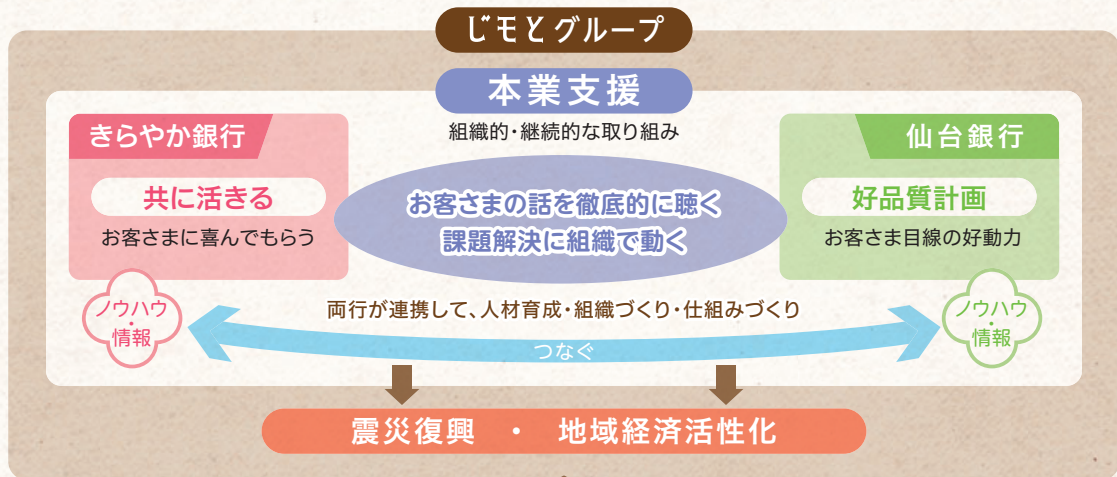 じモとグループ
本業支援
組織的・継続的な取り組み
きらやか銀行
共に活きる
お客さまに喜んでもらう
お客さまの話を徹底的に聴く
課題解決に組織で動く
仙台銀行
好品質計画
お客さま目線の好動力
ノウハウ
・
情報
両行が連携して、人材育成・組織づくり・仕組みづくり
つなぐ
ノウハウ
・
情報
震災復興 ・ 地域経済活性化